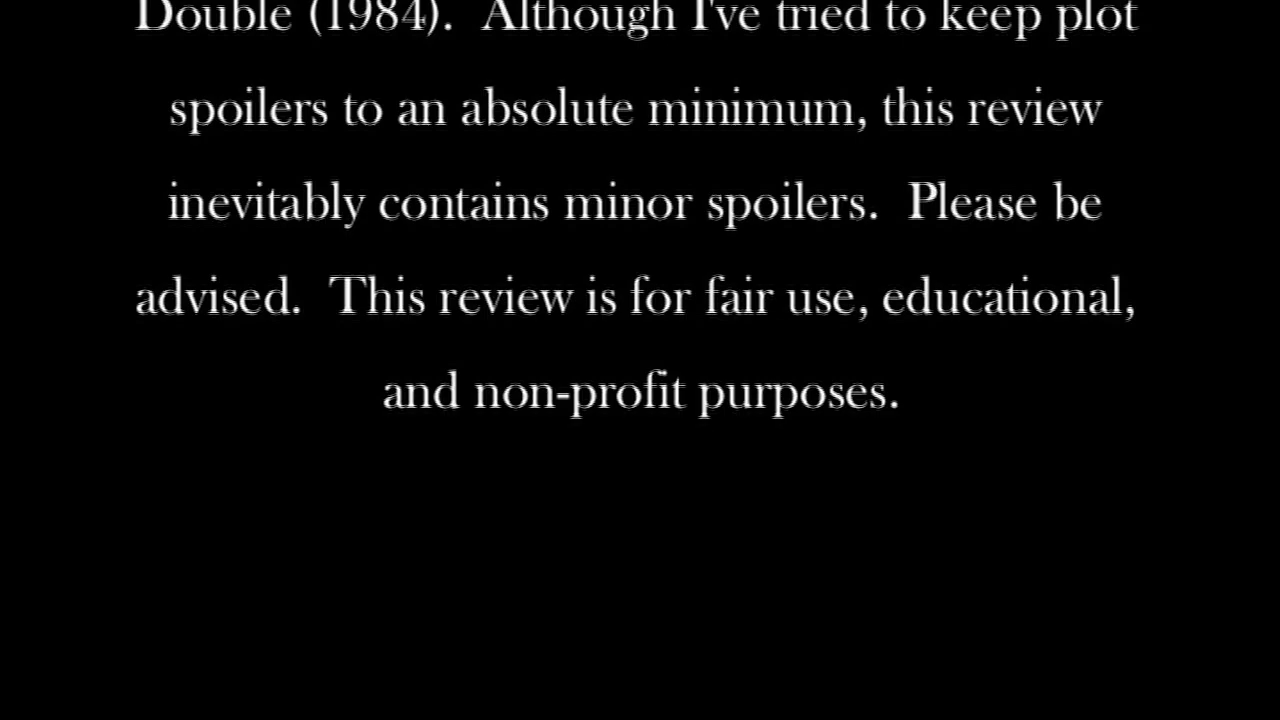 Double (1984).  Although I've tried to keep plot
spoilers to an absolute minimum, this review
inevitably contains minor spoilers.  Please be
advised.  This review is for fair use, educational,
and non-profit purposes.